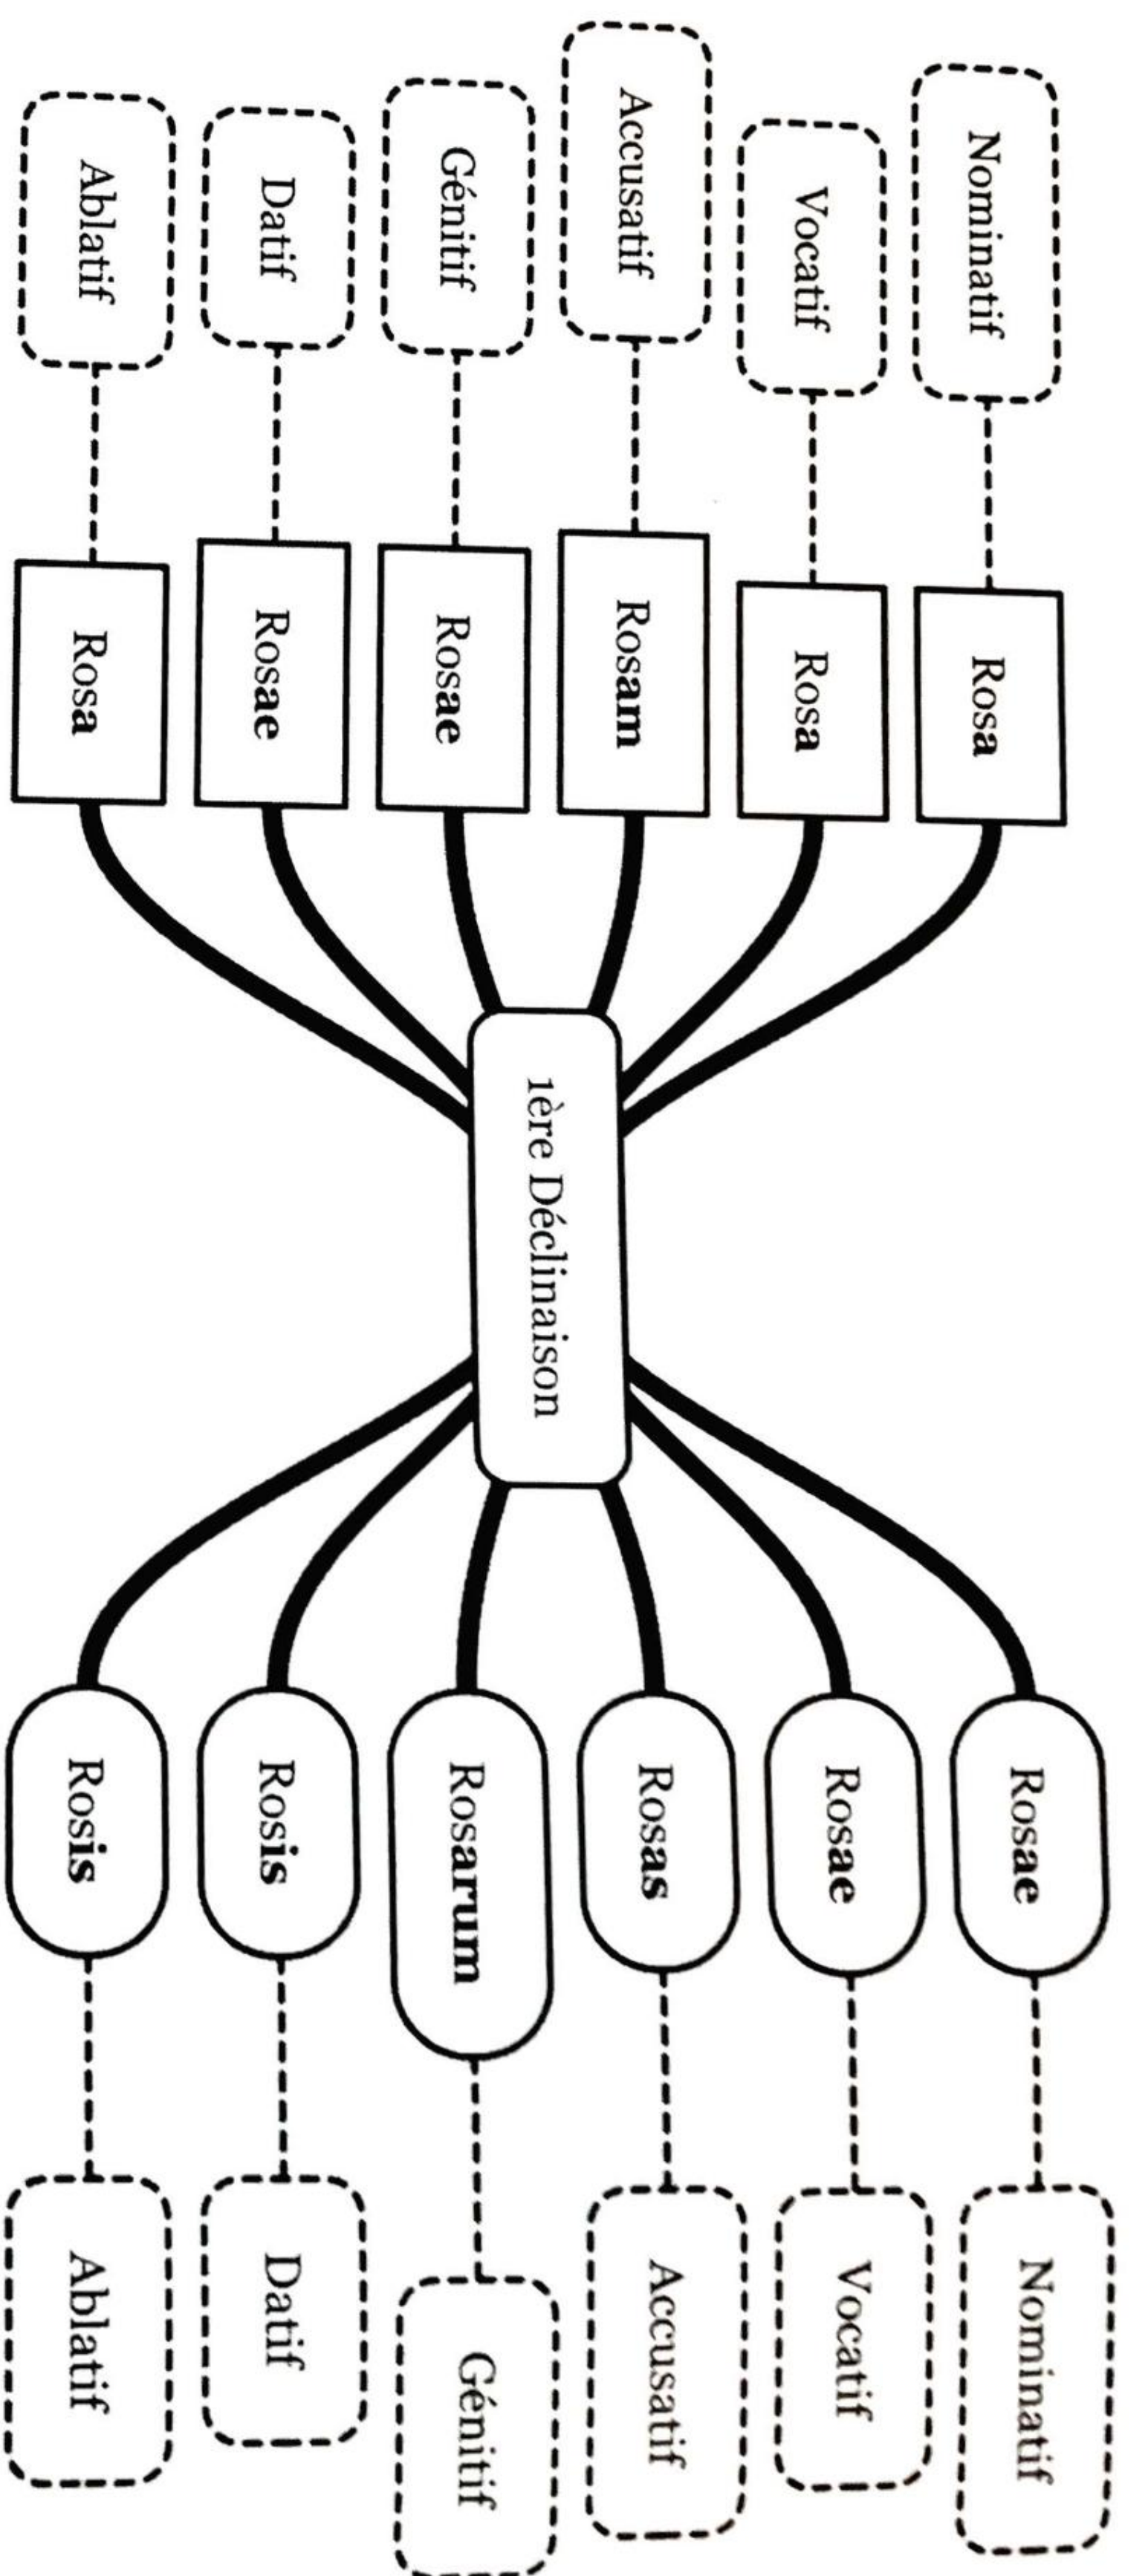 Nominatif
Rosa
Vocatif
Rosa
Accusatif
Rosam
Génitif
Rosae
Datif
Rosae
Ablatif
Rosa
1ère Déclinaison
Rosae
Nominatif
Rosae
Vocatif
Rosas
Accusatif
Rosarum
Génitif
Rosis
Datif
Rosis
Ablatif